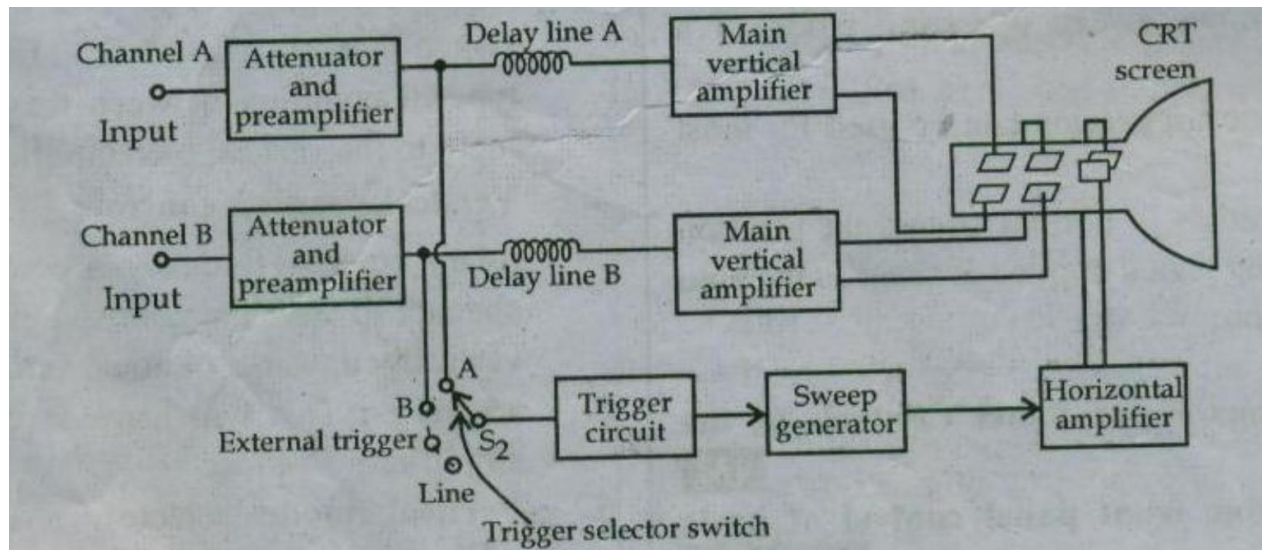 Channel A
Input
Attenuator
and
preamplifier
Delay line A
Main
vertical
amplifier
CRT
screen
Channel B
Input
Attenuator
and
preamplifier
Delay line B
Main
vertical
amplifier
A
B
S2
External trigger
Line
Trigger selector switch
Trigger
circuit
Sweep
generator
Horizontal
amplifier